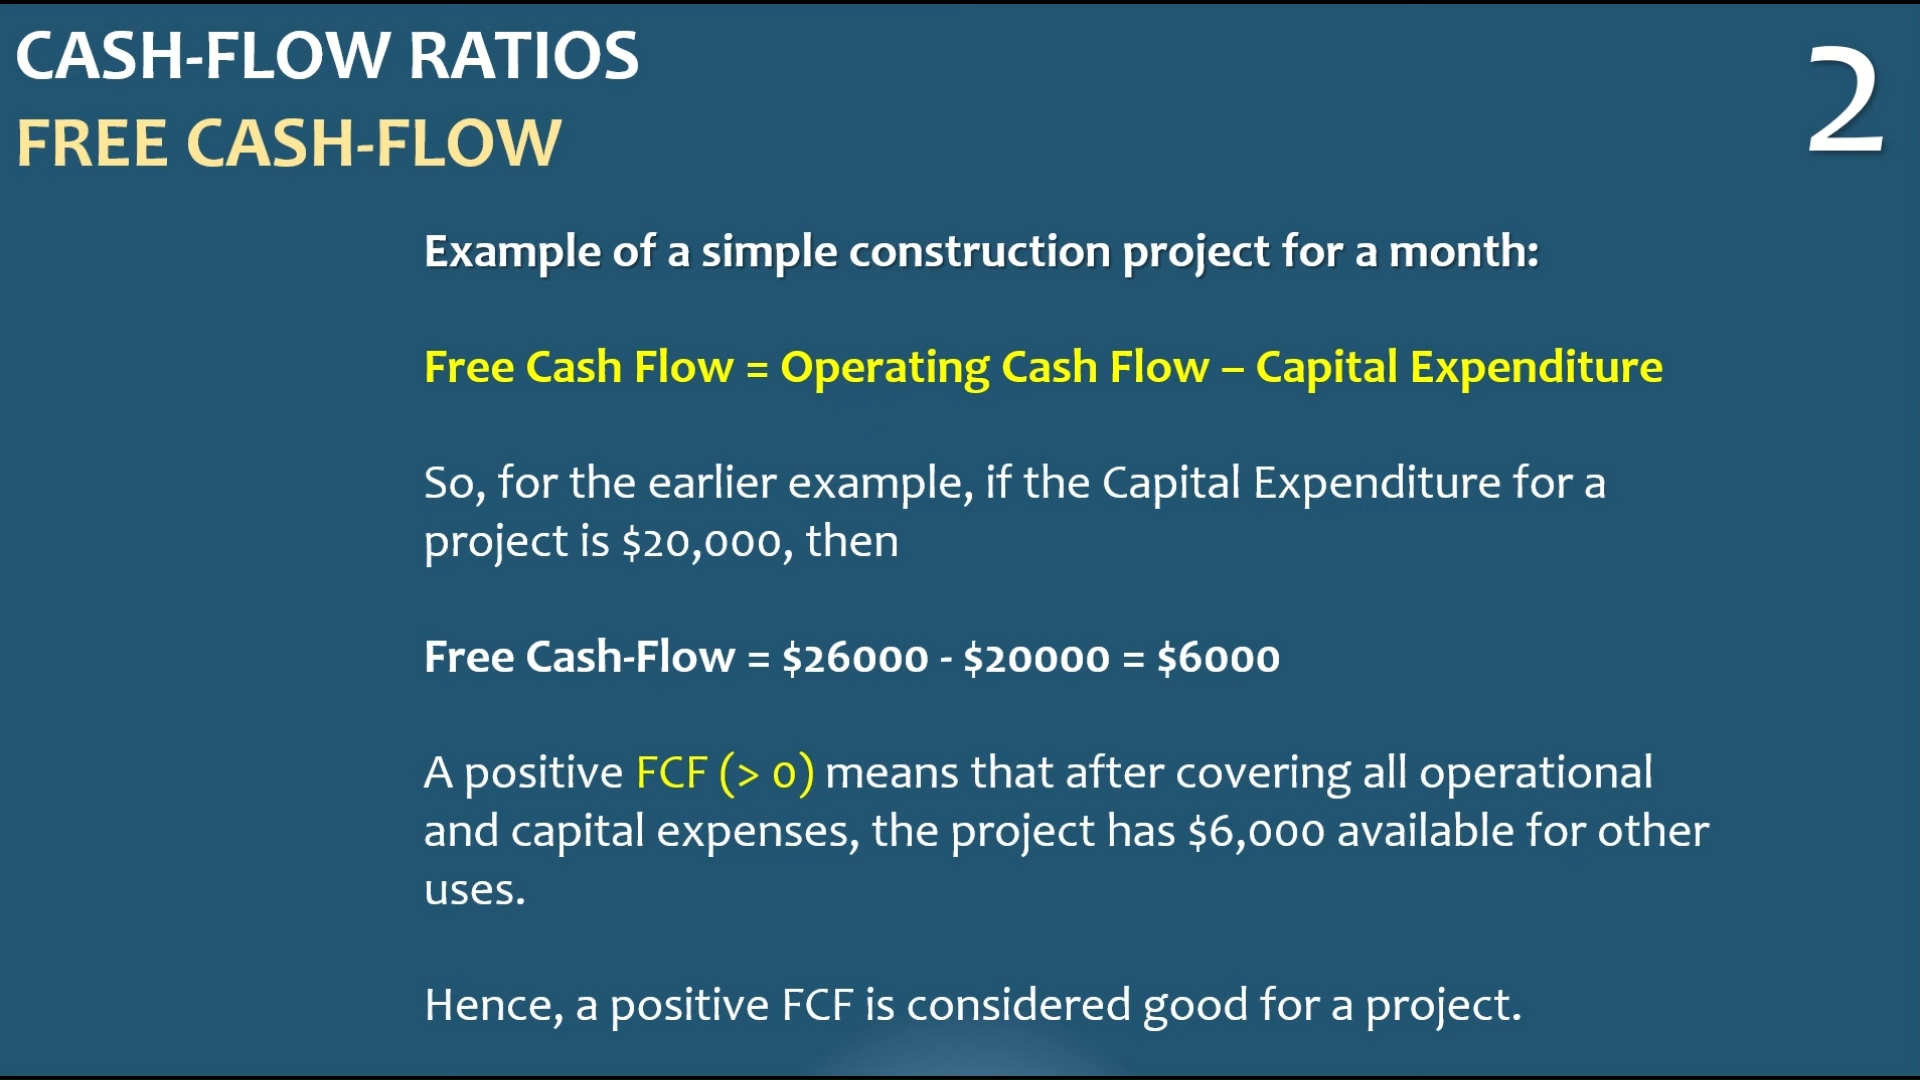 CASH-FLOW RATIOS
FREE CASH-FLOW
2
Example of a simple construction project for a month:
Free Cash Flow = Operating Cash Flow – Capital Expenditure
So, for the earlier example, if the Capital Expenditure for a
project is $20,000, then
Free Cash-Flow = $26000 - $20000 = $6000
A positive FCF (> 0) means that after covering all operational
and capital expenses, the project has $6,000 available for other
uses.
Hence, a positive FCF is considered good for a project.